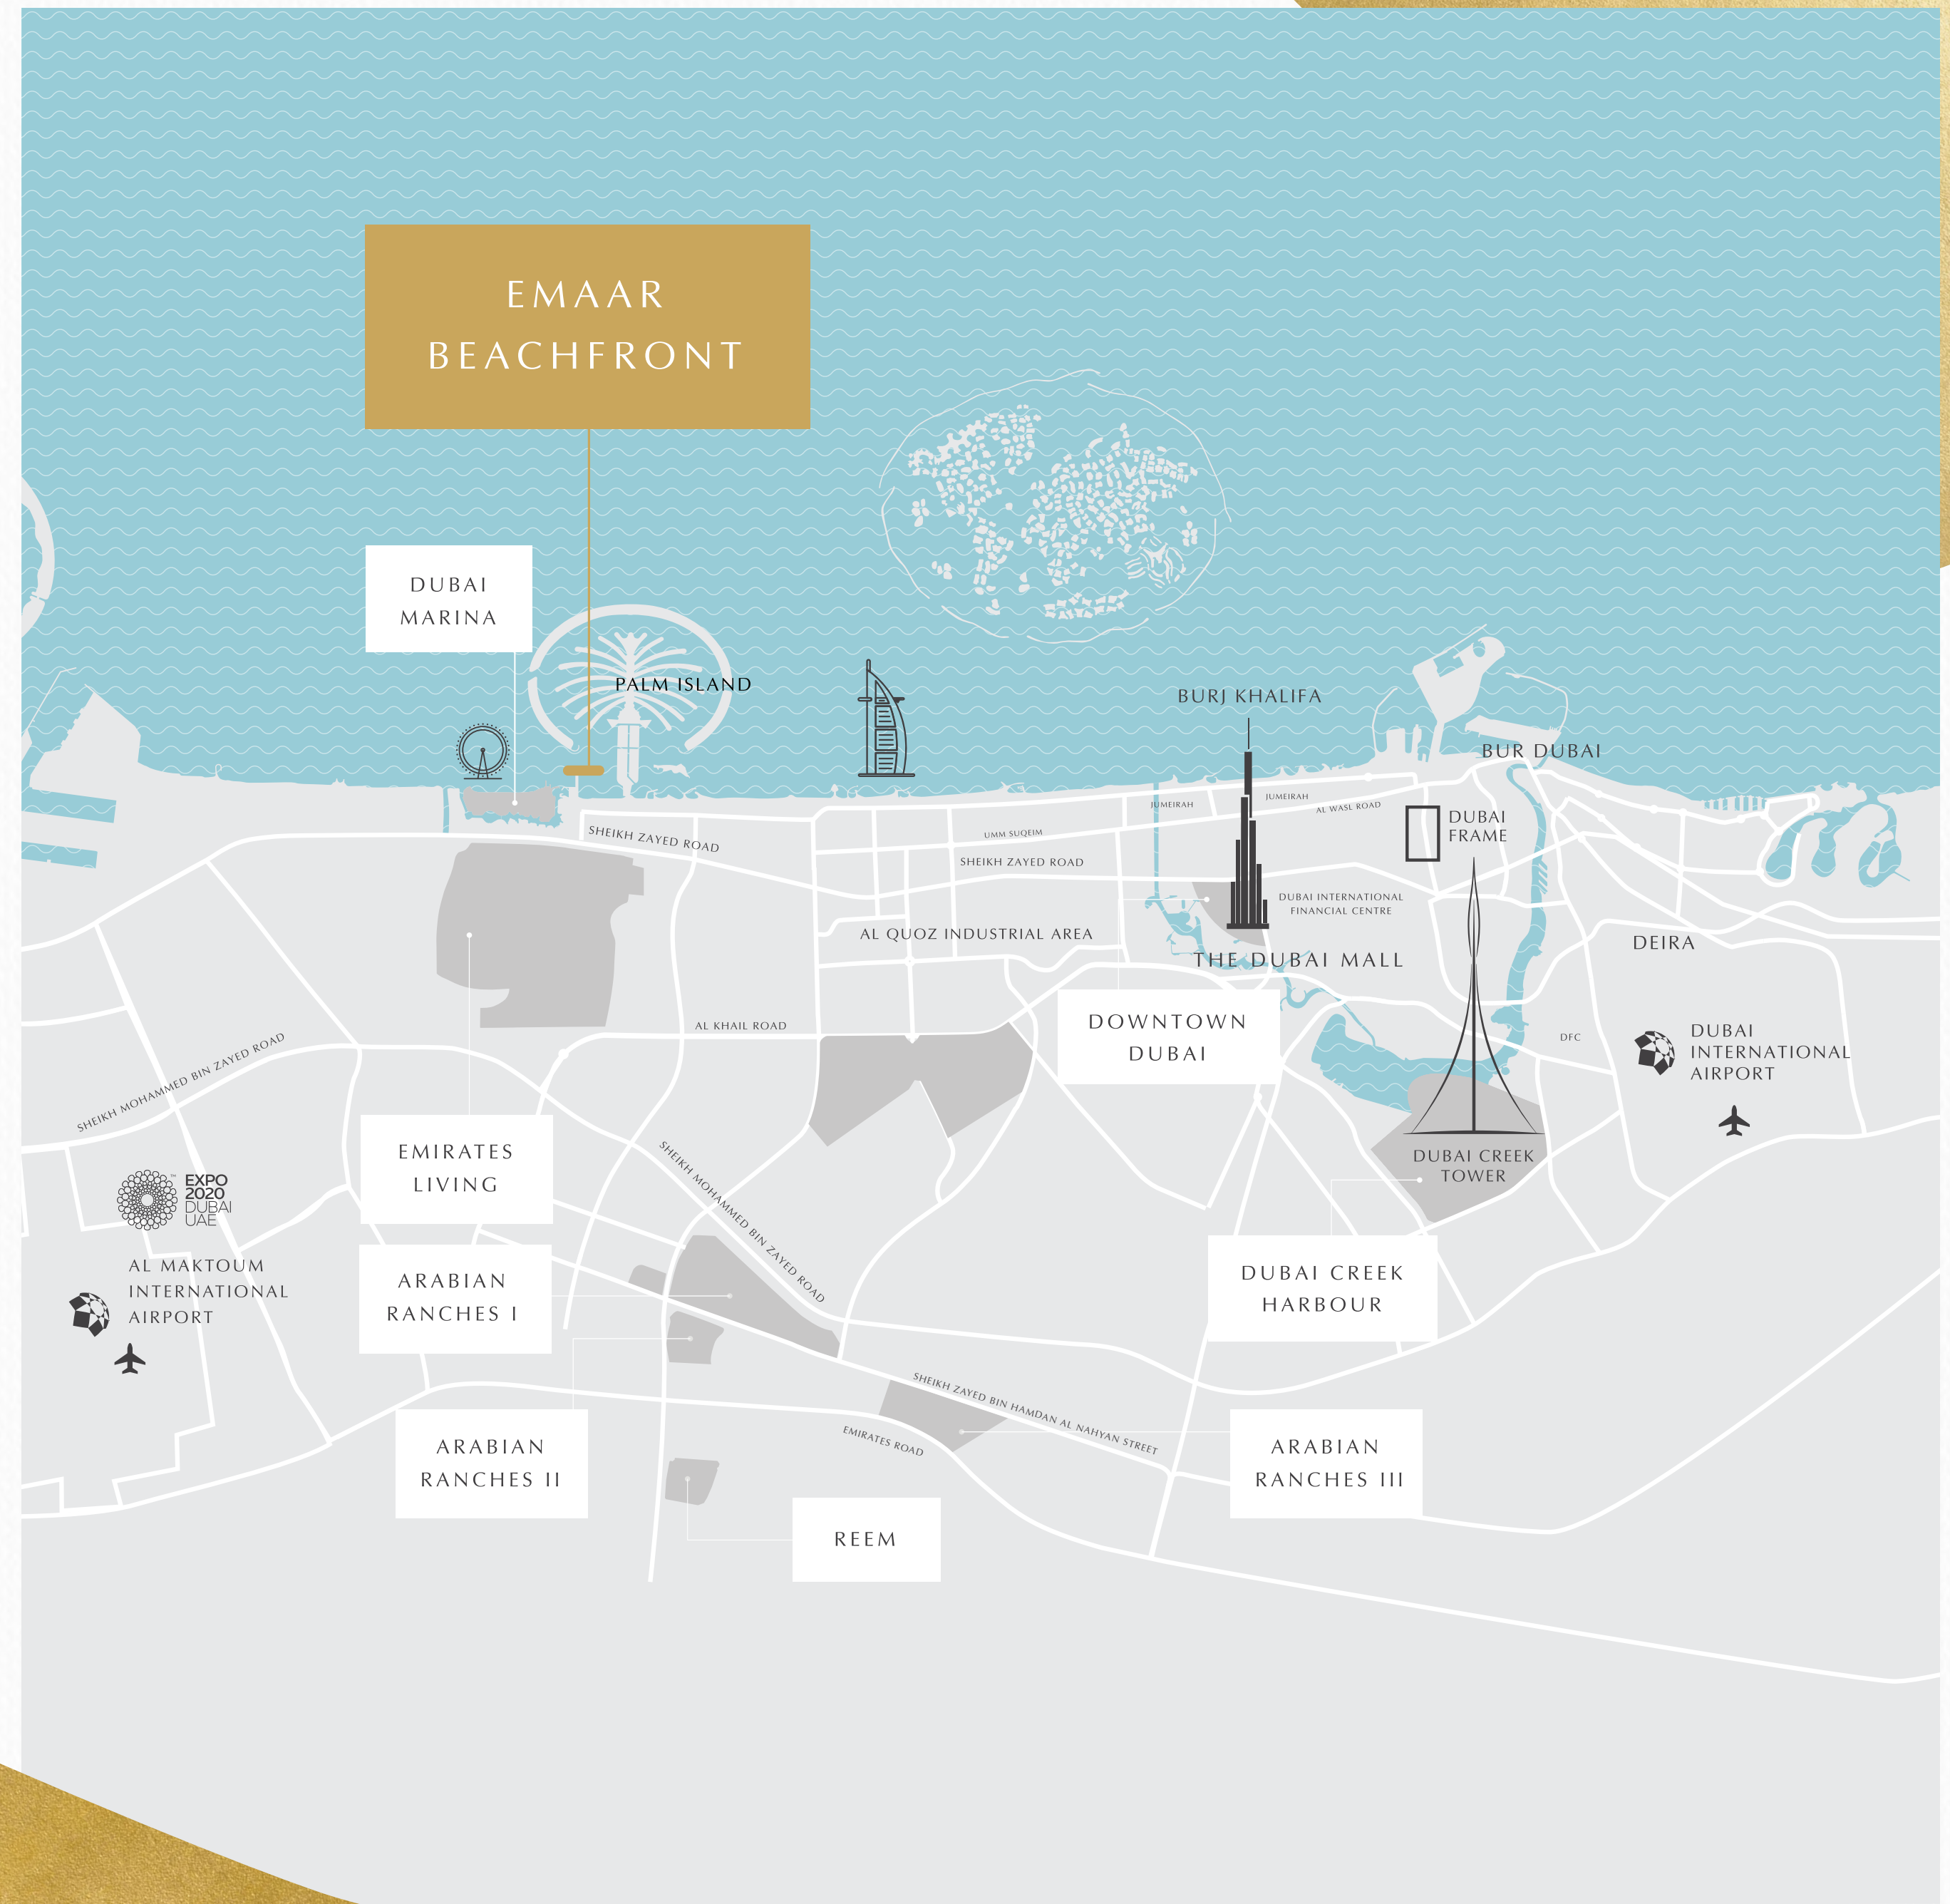 EMAAR
BEACHFRONT
DUBAI
MARINA
PALM ISLAND
BURJ KHALIFA
BUR DUBAI
JUMEIRAH
JUMEIRAH
AL WASL ROAD
DUBAI
FRAME
SHEIKH ZAYED ROAD
UMM SUQEIM
SHEIKH ZAYED ROAD
DUBAI INTERNATIONAL
FINANCIAL CENTRE
AL QUOZ INDUSTRIAL AREA
DEIRA
THE DUBAI MALL
DOWNTOWN
DUBAI
AL KHAIL ROAD
DFC
DUBAI
INTERNATIONAL
AIRPORT
SHEIKH MOHAMMED BIN ZAYED ROAD
EMIRATES
LIVING
SHEIKH MOHAMMED BIN ZAYED ROAD
DUBAI CREEK
TOWER
EXPO
2020
DUBAI
UAE
™
AL MAKTOUM
INTERNATIONAL
AIRPORT
ARABIAN
RANCHES I
DUBAI CREEK
HARBOUR
SHEIKH ZAYED BIN HAMDAN AL NAHYAN STREET
EMIRATES ROAD
ARABIAN
RANCHES II
ARABIAN
RANCHES III
REEM